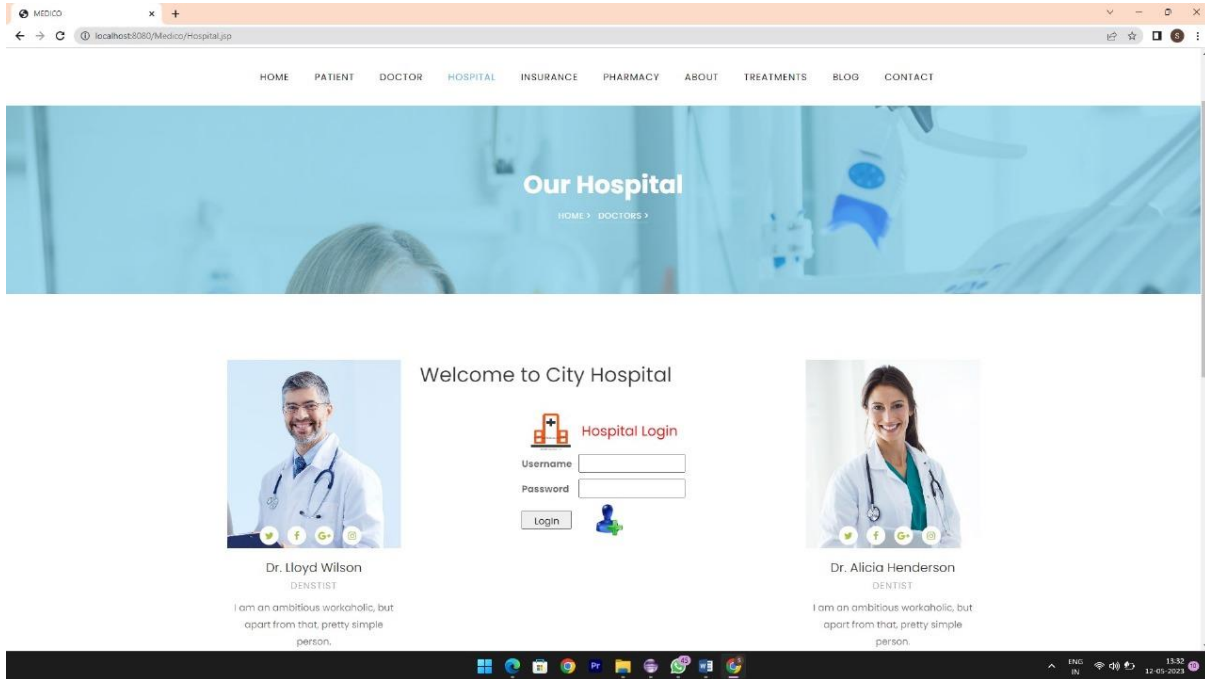 MEDICO
localhost:8080/Medico/Hospital.jsp
HOME PATIENT DOCTOR HOSPITAL INSURANCE PHARMACY ABOUT TREATMENTS BLOG CONTACT
Our Hospital
HOME > DOCTORS >
Welcome to City Hospital
Hospital Login
Username
Password
Login
Dr. Lloyd Wilson
DENSTIST
I am an ambitious workaholic, but
apart from that, pretty simple
person.
Dr. Alicia Henderson
DENTIST
I am an ambitious workaholic, but
apart from that, pretty simple
person.
ENG
IN
13:32
12-05-2023